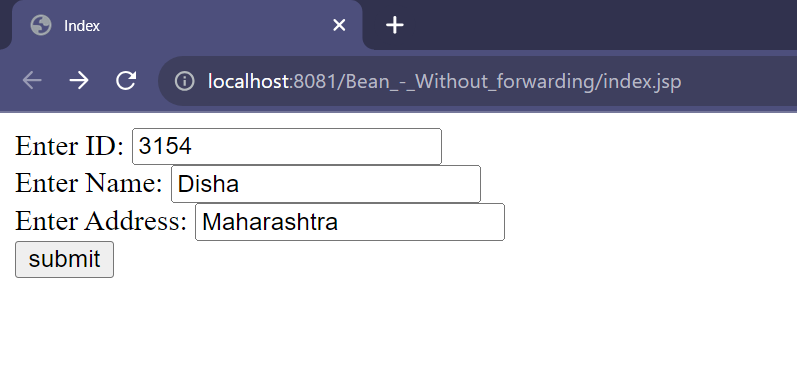 Index
localhost:8081/Bean_-_Without_forwarding/index.jsp
Enter ID: 3154
Enter Name: Disha
Enter Address: Maharashtra
submit